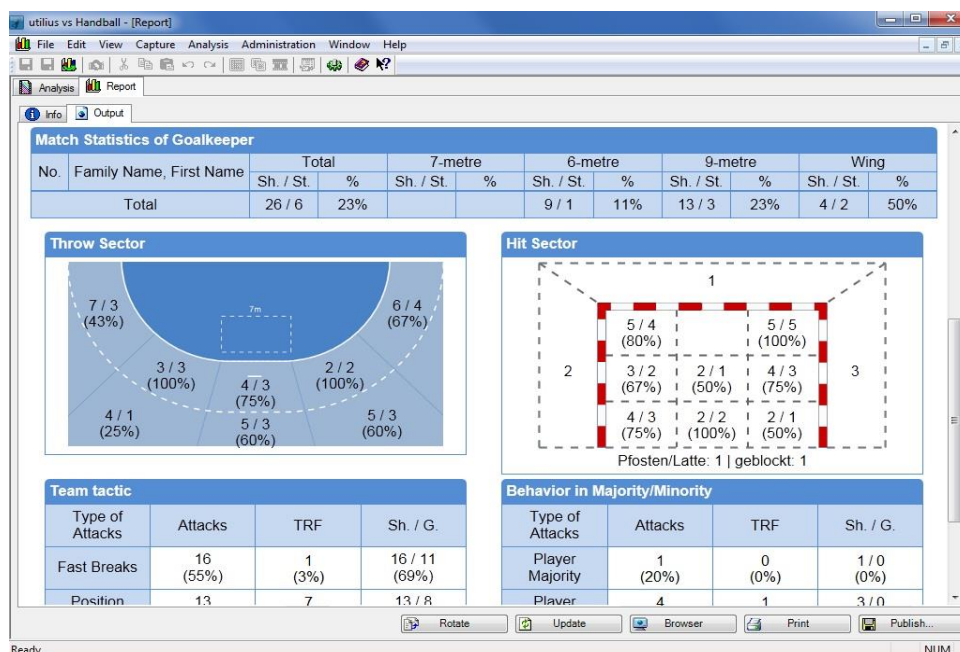 utilius vs Handball - [Report]
File Edit View Capture Analysis Administration Window Help
Analysis Report
Info Output
Match Statistics of Goalkeeper
No. Family Name, First Name Total 7-metre 6-metre 9-metre Wing
Sh. / St. % Sh. / St. % Sh. / St. % Sh. / St. % Sh. / St. %
Total 26 / 6 23% 9 / 1 11% 13 / 3 23% 4 / 2 50%
Throw Sector
7m
7 / 3
(43%)
6 / 4
(67%)
3 / 3
(100%)
4 / 3
(75%)
2 / 2
(100%)
4 / 1
(25%)
5 / 3
(60%)
5 / 3
(60%)
Hit Sector
1
5 / 4
(80%)
5 / 5
(100%)
2
3 / 2
(67%)
2 / 1
(50%)
4 / 3
(75%)
3
4 / 3
(75%)
2 / 2
(100%)
2 / 1
(50%)
Pfosten/Latte: 1 | geblockt: 1
Team tactic
Type of Attacks Attacks TRF Sh. / G.
Fast Breaks 16 (55%) 1 (3%) 16 / 11 (69%)
Position 13 7 13 / 8
Behavior in Majority/Minority
Type of Attacks Attacks TRF Sh. / G.
Player Majority 1 (20%) 0 (0%) 1 / 0 (0%)
Player 4 1 3 / 0
Rotate Update Browser Print Publish...
Ready NUM